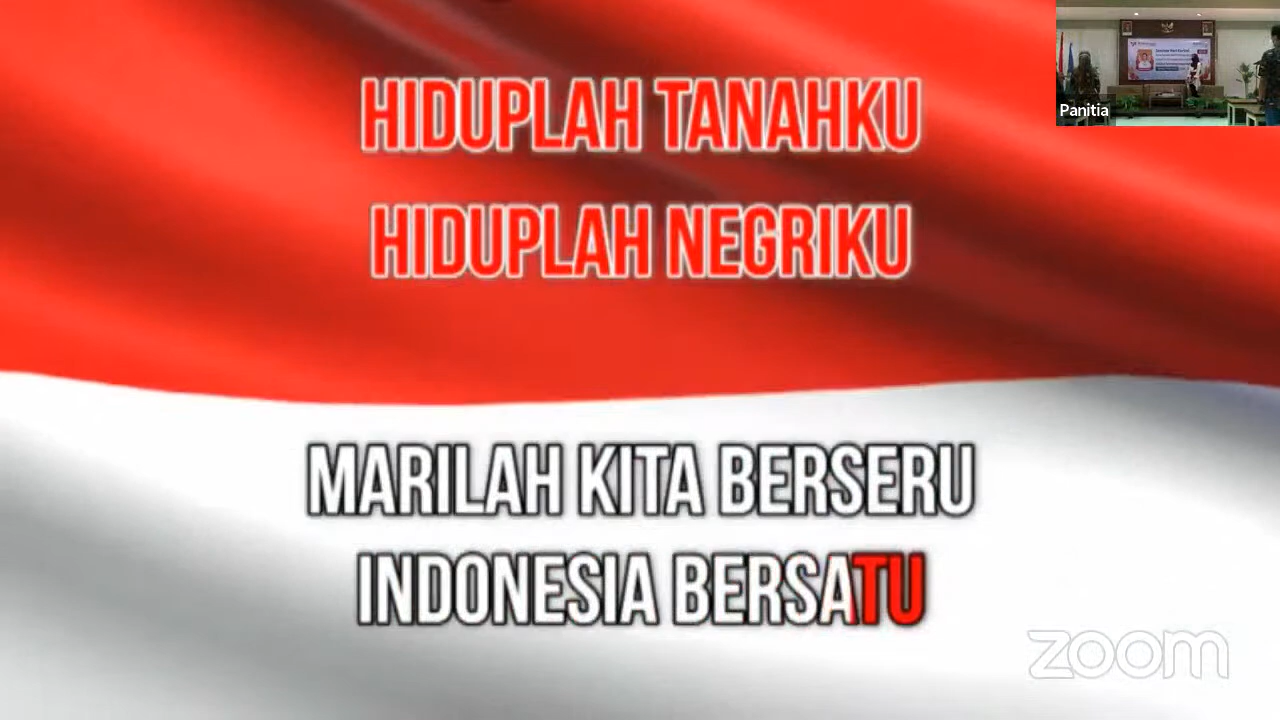 HIDUPLAH TANAHKU
HIDUPLAH NEGRIKU
MARILAH KITA BERSERU
INDONESIA BERSATU
Panitia
zoom